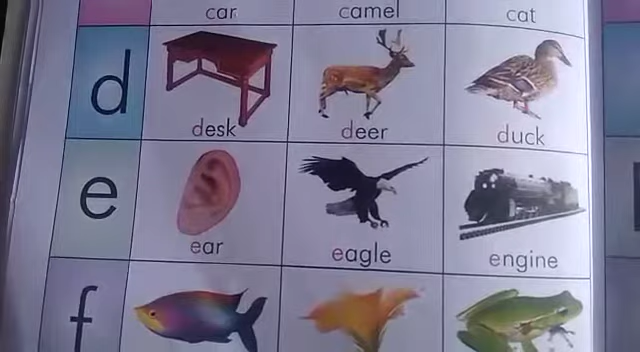 car camel cat
d
desk deer duck
e
ear eagle engine
f